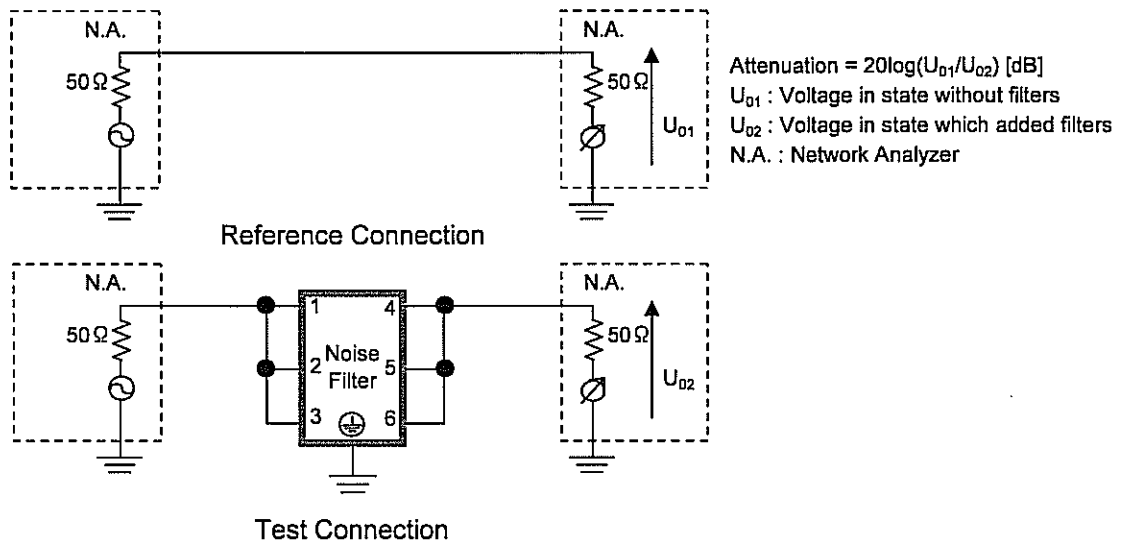 N.A.
50Ω
N.A.
50Ω
U01
Attenuation = 20log(U01/U02) [dB]
U01 : Voltage in state without filters
U02 : Voltage in state which added filters
N.A. : Network Analyzer
Reference Connection
N.A.
50Ω
1
2
3
Noise
Filter
4
5
6
N.A.
50Ω
U02
Test Connection